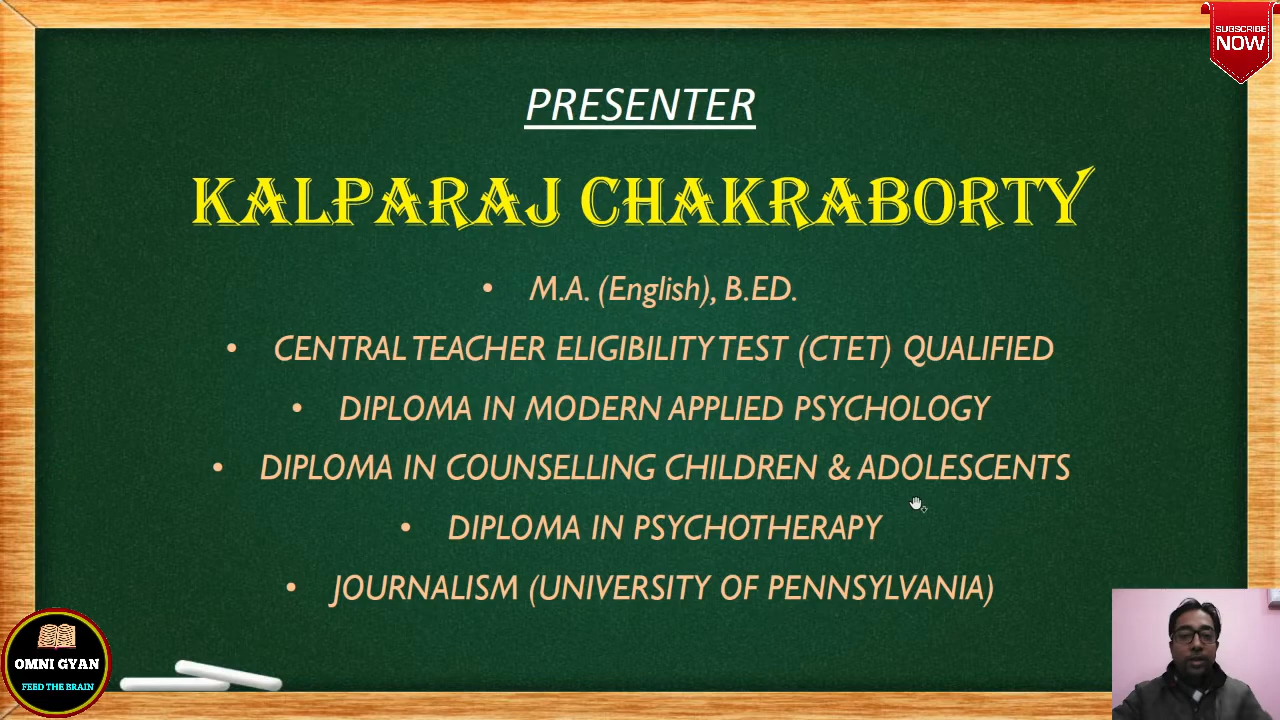 SUBSCRIBE
NOW
PRESENTER
KALPARAJ CHAKRABORTY
• M.A. (English), B.ED.
• CENTRAL TEACHER ELIGIBILITY TEST (CTET) QUALIFIED
• DIPLOMA IN MODERN APPLIED PSYCHOLOGY
• DIPLOMA IN COUNSELLING CHILDREN & ADOLESCENTS
• DIPLOMA IN PSYCHOTHERAPY
• JOURNALISM (UNIVERSITY OF PENNSYLVANIA)
OMNI GYAN
FEED THE BRAIN